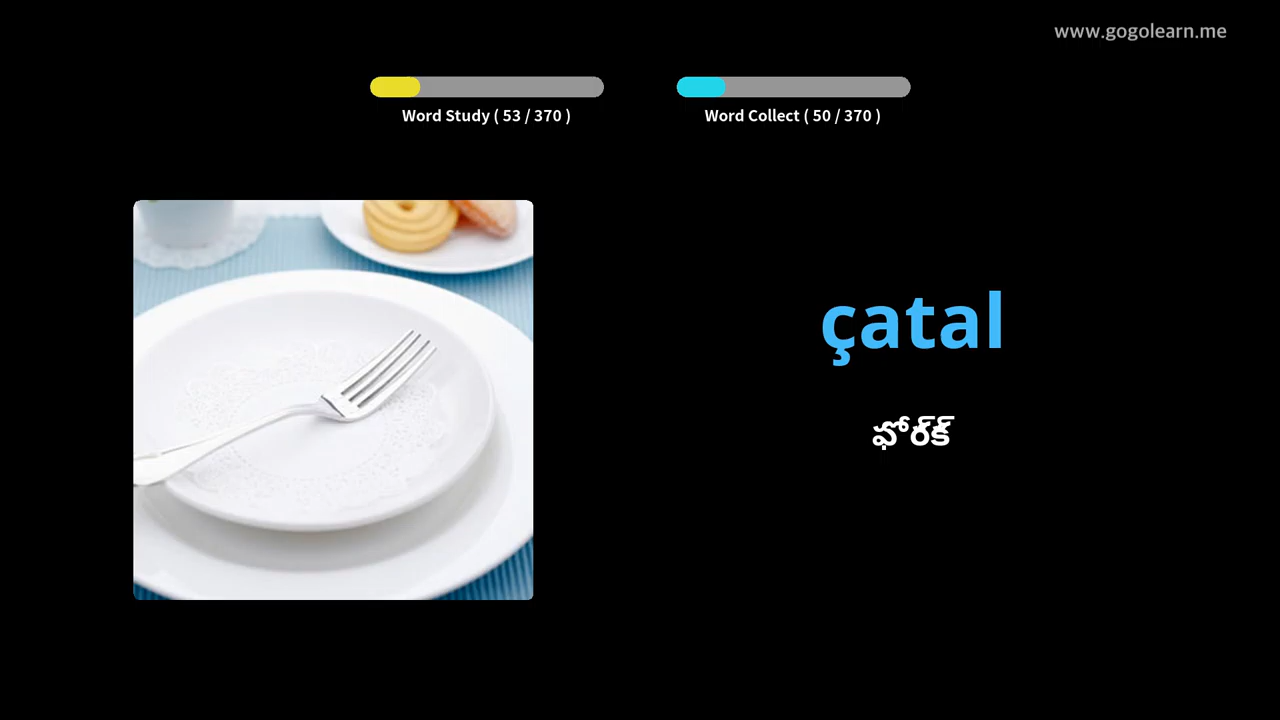 www.gogolearn.me
Word Study ( 53 / 370 )
Word Collect ( 50 / 370 )
çatal
ఫోర్క్